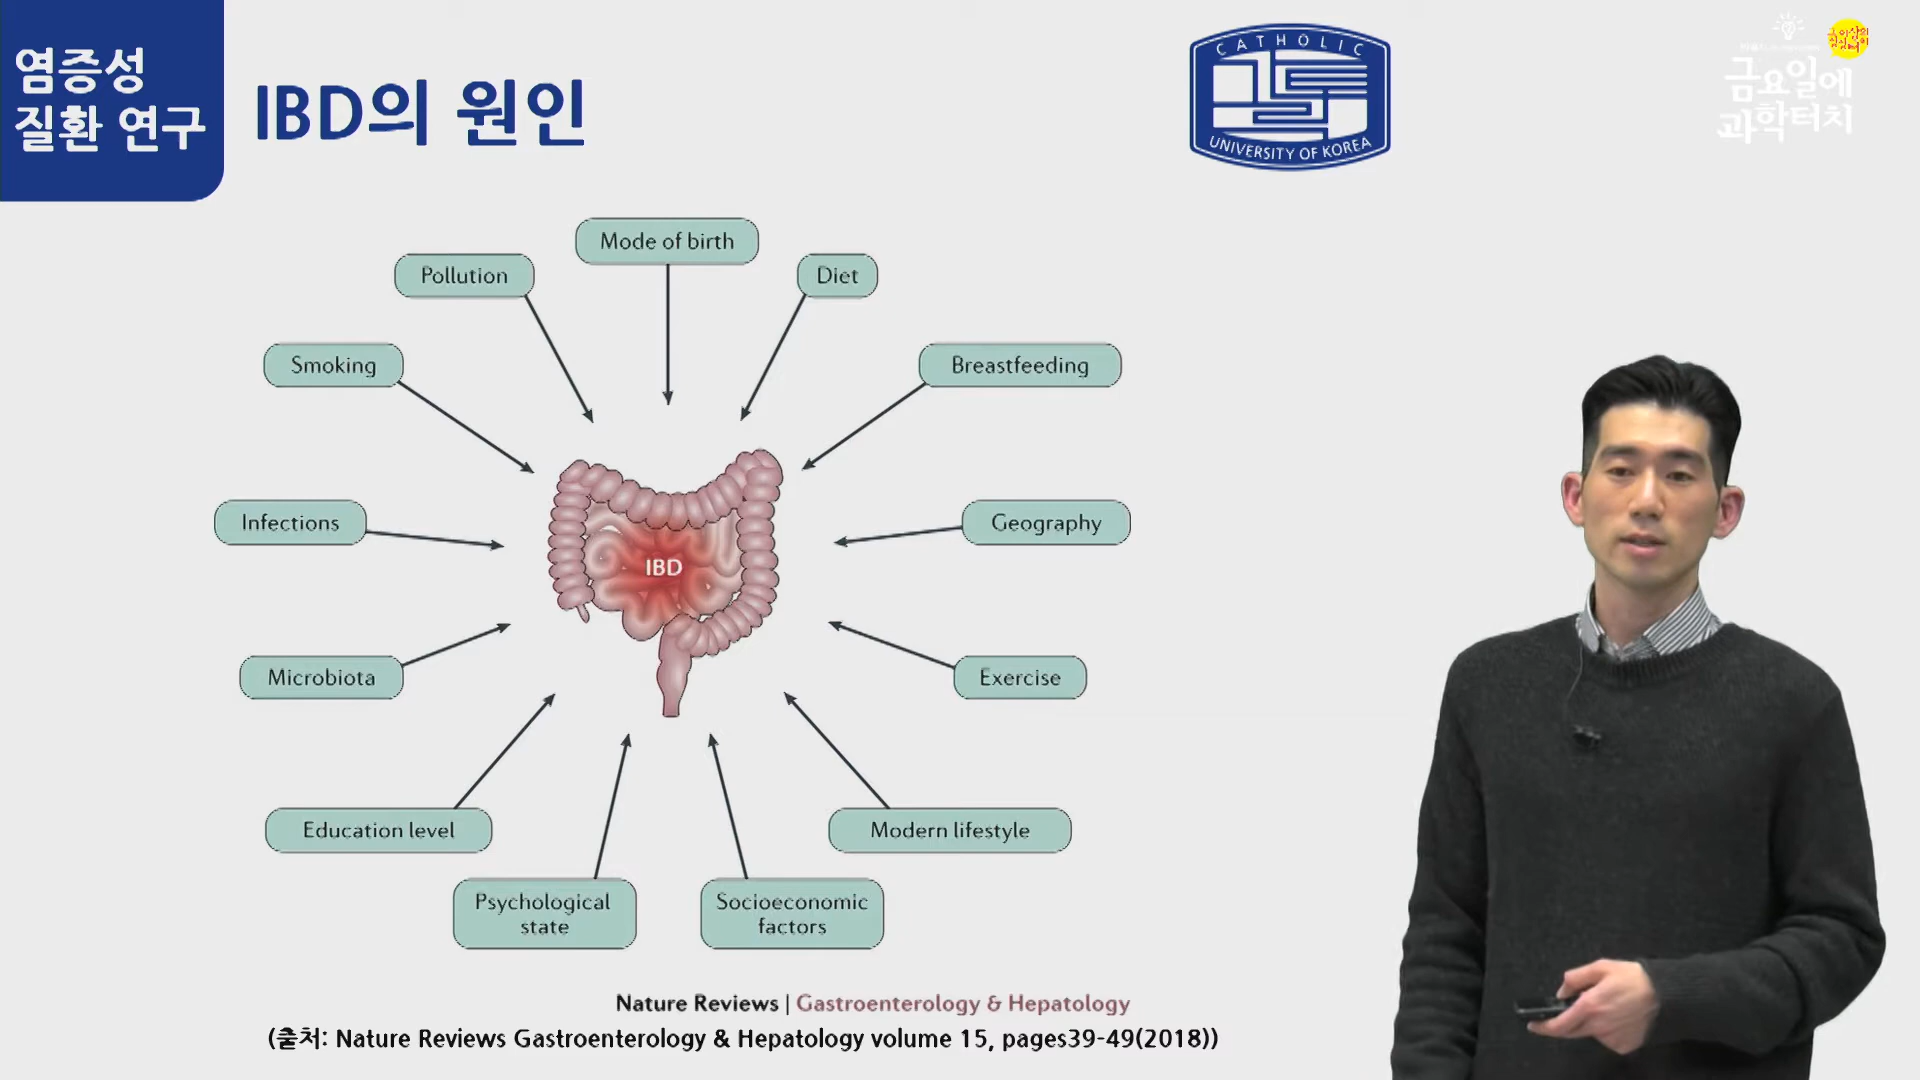 염증성
질환 연구
IBD의 원인
CATHOLIC
UNIVERSITY OF KOREA
금요일에
과학터치
Mode of birth
Pollution
Diet
Smoking
Breastfeeding
Infections
Geography
IBD
Microbiota
Exercise
Education level
Modern lifestyle
Psychological
state
Socioeconomic
factors
Nature Reviews | Gastroenterology & Hepatology
(출처: Nature Reviews Gastroenterology & Hepatology volume 15, pages39-49(2018))